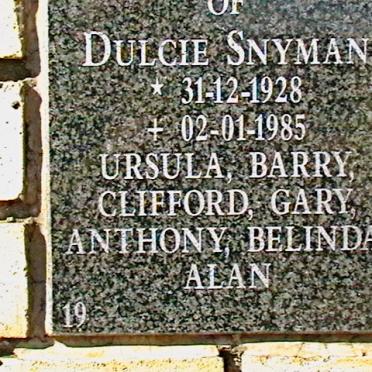 OF
DULCIE SNYMAN
* 31-12-1928
+ 02-01-1985
URSULA, BARRY,
CLIFFORD, GARY,
ANTHONY, BELINDA
ALAN
19